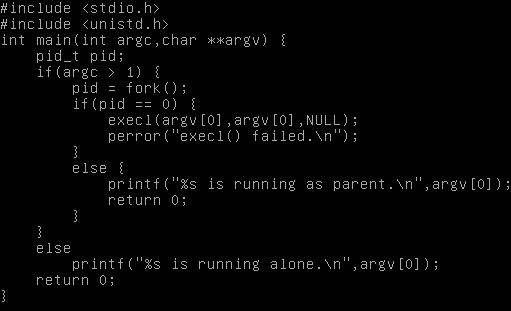 #include <stdio.h>
#include <unistd.h>
int main(int argc,char **argv) {
    pid_t pid;
    if(argc > 1) {
        pid = fork();
        if(pid == 0) {
            execl(argv[0],argv[0],NULL);
            perror("execl() failed.\n");
        }
        else {
            printf("%s is running as parent.\n",argv[0]);
            return 0;
        }
    }
    else
        printf("%s is running alone.\n",argv[0]);
    return 0;
}